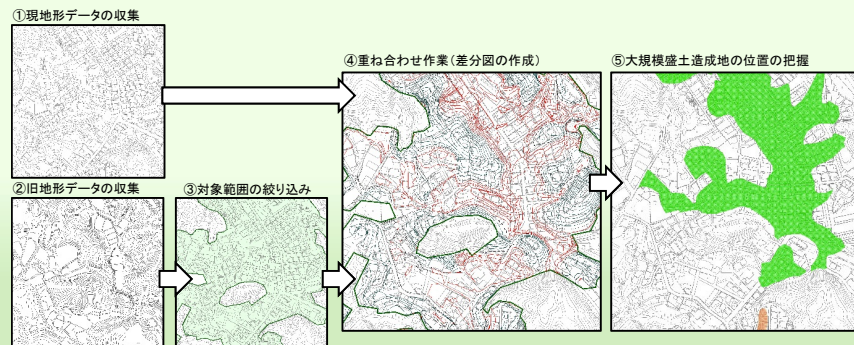 ①現地形データの収集
②旧地形データの収集
③対象範囲の絞り込み
④重ね合わせ作業(差分図の作成)
⑤大規模盛土造成地の位置の把握